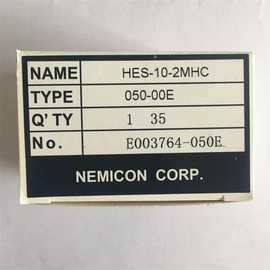 NAME HES-10-2MHC
TYPE 050-00E
Q'TY 1 35
No. E003764-050E
NEMICON CORP.